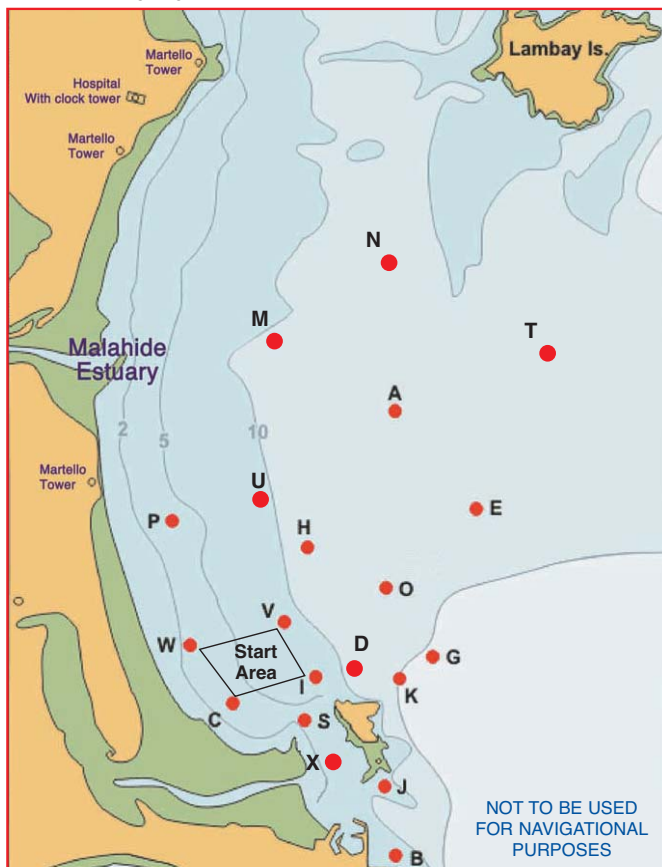 Martello
Tower
Lambay Is.
Hospital
With clock tower
Martello
Tower
N
M
T
Malahide
Estuary
A
2
5
10
Martello
Tower
U
E
P
H
O
V
W
Start
Area
D
G
I
K
C
S
X
J
NOT TO BE USED
FOR NAVIGATIONAL
PURPOSES
B